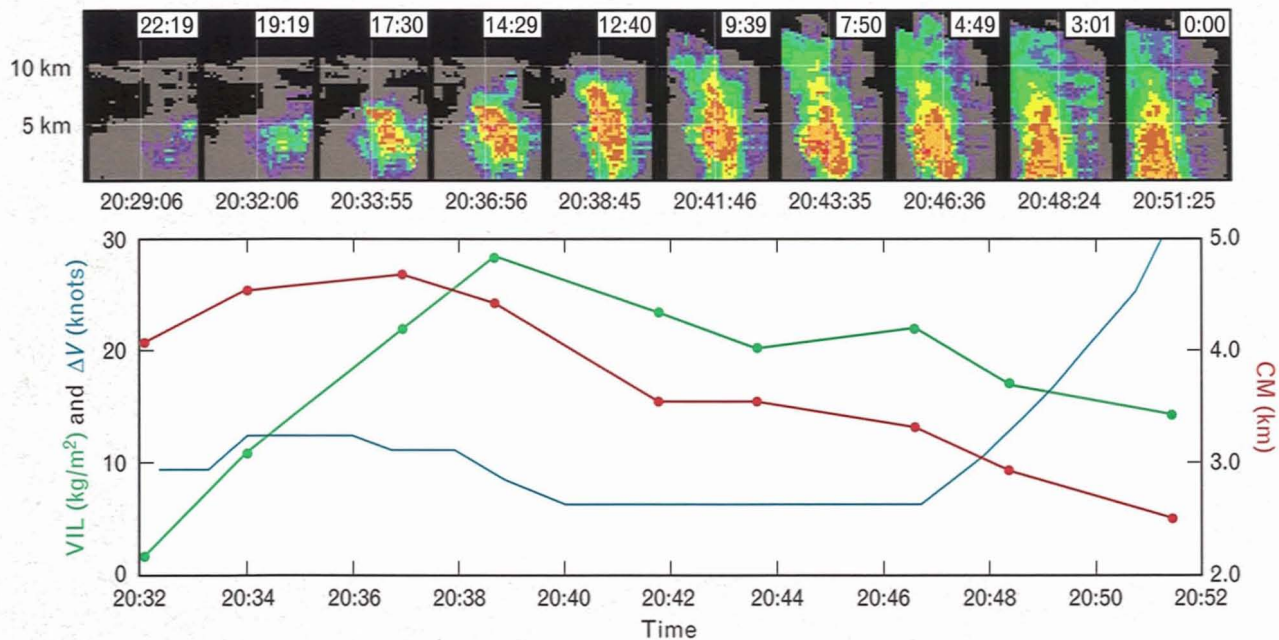 22:19 19:19 17:30 14:29 12:40 9:39 7:50 4:49 3:01 0:00
10 km
5 km
20:29:06 20:32:06 20:33:55 20:36:56 20:38:45 20:41:46 20:43:35 20:46:36 20:48:24 20:51:25
VIL (kg/m²) and ΔV (knots)
30
20
10
0
5.0
4.0
3.0
2.0
CM (km)
20:32 20:34 20:36 20:38 20:40 20:42 20:44 20:46 20:48 20:50 20:52
Time